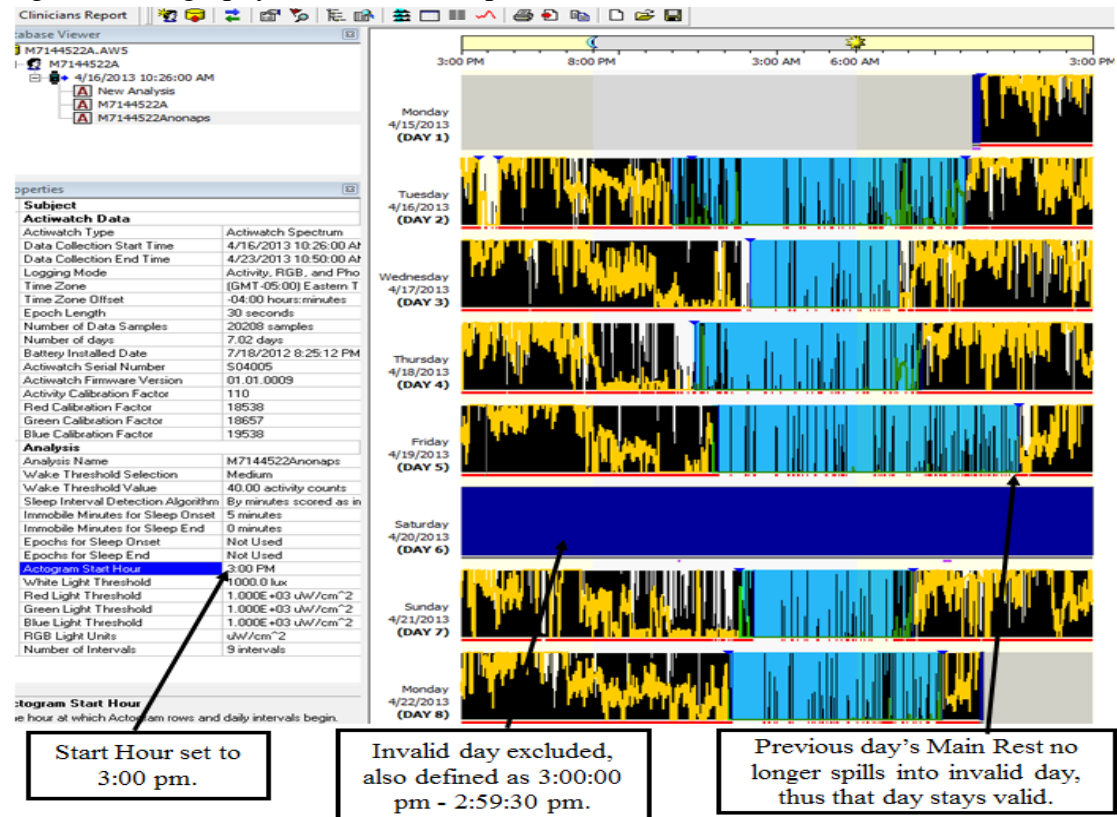 Clinicians Report
abase Viewer
M7144522A.AW5
M7144522A
4/16/2013 10:26:00 AM
New Analysis
M7144522A
M7144522Anonaps
operties
Subject
Actiwatch Data
Actiwatch Type Actiwatch Spectrum
Data Collection Start Time 4/16/2013 10:26:00 AM
Data Collection End Time 4/23/2013 10:50:00 AM
Logging Mode Activity, RGB, and Pho
Time Zone (GMT-05:00) Eastern T
Time Zone Offset -04:00 hours:minutes
Epoch Length 30 seconds
Number of Data Samples 20208 samples
Number of days 7.02 days
Battery Installed Date 7/18/2012 8:25:12 PM
Actiwatch Serial Number S04005
Actiwatch Firmware Version 01.01.0009
Activity Calibration Factor 110
Red Calibration Factor 18538
Green Calibration Factor 18657
Blue Calibration Factor 19538
Analysis
Analysis Name M7144522Anonaps
Wake Threshold Selection Medium
Wake Threshold Value 40.00 activity counts
Sleep Interval Detection Algorithm By minutes scored as in
Immobile Minutes for Sleep Onset 5 minutes
Immobile Minutes for Sleep End 0 minutes
Epochs for Sleep Onset Not Used
Epochs for Sleep End Not Used
Actogram Start Hour 3:00 PM
White Light Threshold 1000.0 lux
Red Light Threshold 1.000E+03 uW/cm^2
Green Light Threshold 1.000E+03 uW/cm^2
Blue Light Threshold 1.000E+03 uW/cm^2
RGB Light Units uW/cm^2
Number of Intervals 9 intervals
ctogram Start Hour
e hour at which Actogram rows and daily intervals begin.
3:00 PM 8:00 PM 3:00 AM 6:00 AM 3:00 PM
Monday
4/15/2013
(DAY 1)
Tuesday
4/16/2013
(DAY 2)
Wednesday
4/17/2013
(DAY 3)
Thursday
4/18/2013
(DAY 4)
Friday
4/19/2013
(DAY 5)
Saturday
4/20/2013
(DAY 6)
Sunday
4/21/2013
(DAY 7)
Monday
4/22/2013
(DAY 8)
Start Hour set to
3:00 pm.
Invalid day excluded,
also defined as 3:00:00
pm - 2:59:30 pm.
Previous day's Main Rest no
longer spills into invalid day,
thus that day stays valid.